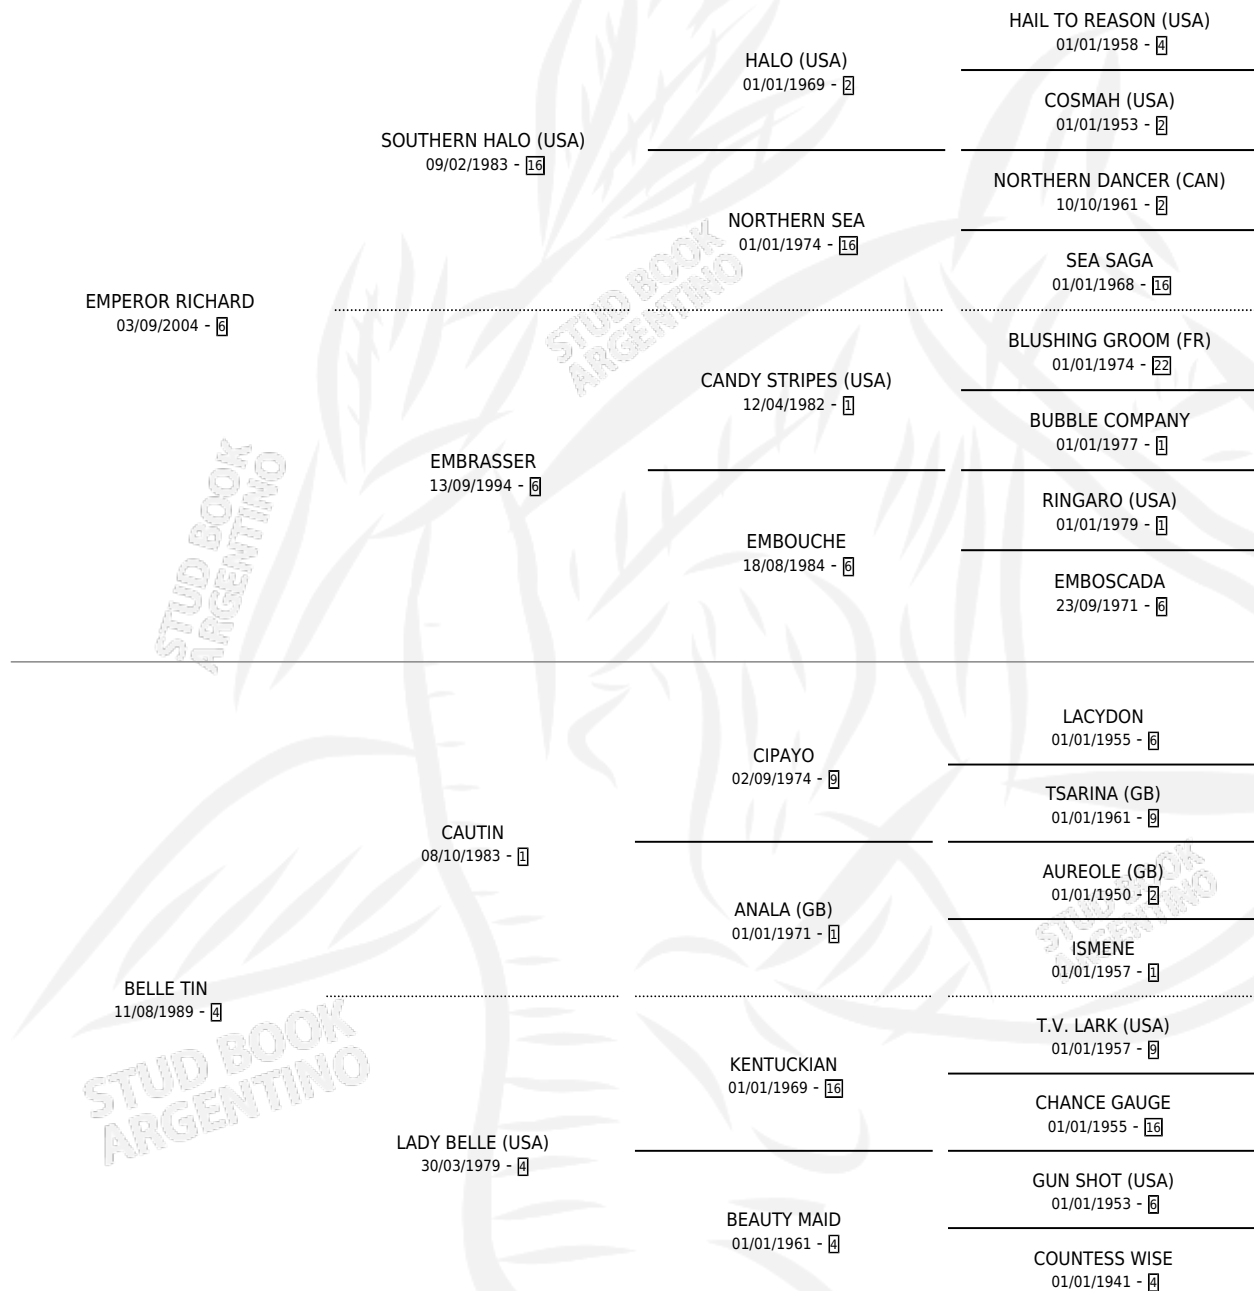 HAIL TO REASON (USA)
01/01/1958 - 4
HALO (USA)
01/01/1969 - 2
COSMAH (USA)
01/01/1953 - 2
SOUTHERN HALO (USA)
09/02/1983 - 16
NORTHERN DANCER (CAN)
10/10/1961 - 2
NORTHERN SEA
01/01/1974 - 16
SEA SAGA
01/01/1968 - 16
EMPEROR RICHARD
03/09/2004 - 6
STUD BOOK
ARGENTINO
BLUSHING GROOM (FR)
01/01/1974 - 22
CANDY STRIPES (USA)
12/04/1982 - 1
BUBBLE COMPANY
01/01/1977 - 1
EMBRASSER
13/09/1994 - 6
RINGARO (USA)
01/01/1979 - 1
EMBOUCHE
18/08/1984 - 6
EMBOSCADA
23/09/1971 - 6
STUD BOOK
ARGENTINO
LACYDON
01/01/1955 - 6
CIPAYO
02/09/1974 - 9
TSARINA (GB)
01/01/1961 - 9
CAUTIN
08/10/1983 - 1
AUREOLE (GB)
01/01/1950 - 2
STUD BOOK
ARGENTINO
ANALA (GB)
01/01/1971 - 1
ISMENE
01/01/1957 - 1
BELLE TIN
11/08/1989 - 4
STUD BOOK
ARGENTINO
T.V. LARK (USA)
01/01/1957 - 9
KENTUCKIAN
01/01/1969 - 16
CHANCE GAUGE
01/01/1955 - 16
LADY BELLE (USA)
30/03/1979 - 4
GUN SHOT (USA)
01/01/1953 - 6
BEAUTY MAID
01/01/1961 - 4
COUNTESS WISE
01/01/1941 - 4